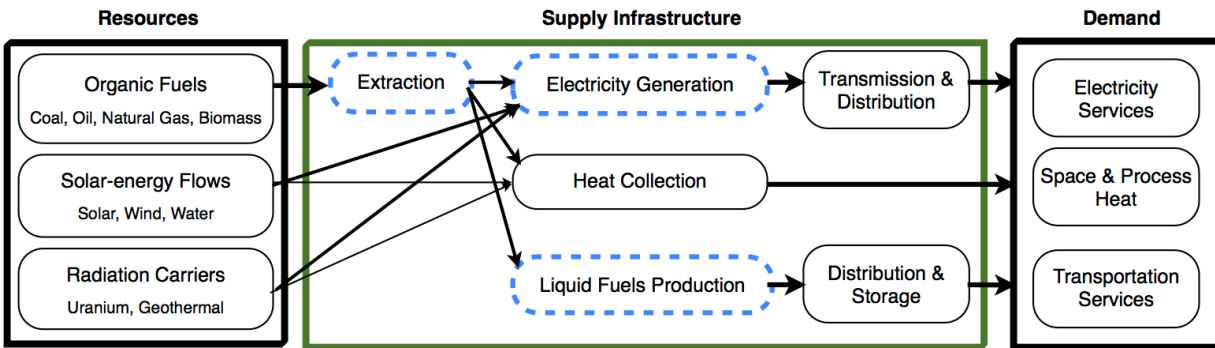 Resources
Supply Infrastructure
Demand
Organic Fuels
Coal, Oil, Natural Gas, Biomass
Solar-energy Flows
Solar, Wind, Water
Radiation Carriers
Uranium, Geothermal
Extraction
Electricity Generation
Heat Collection
Liquid Fuels Production
Transmission &
Distribution
Distribution &
Storage
Electricity
Services
Space & Process
Heat
Transportation
Services